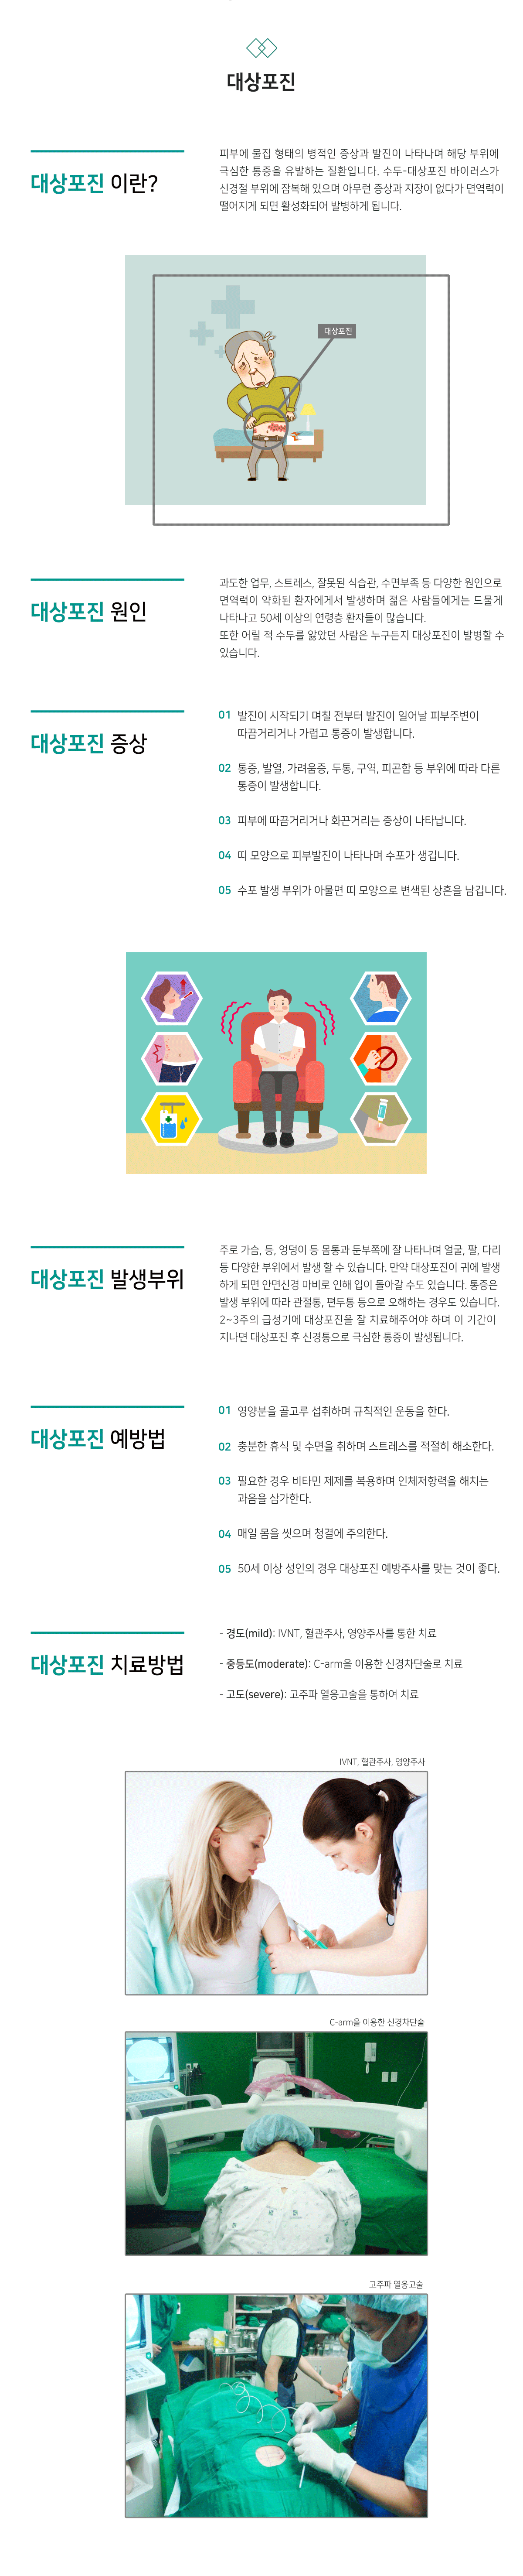 대상포진
대상포진 이란?
피부에 물집 형태의 병적인 증상과 발진이 나타나며 해당 부위에
극심한 통증을 유발하는 질환입니다. 수두-대상포진 바이러스가
신경절 부위에 잠복해 있으며 아무런 증상과 지장이 없다가 면역력이
떨어지게 되면 활성화되어 발병하게 됩니다.
대상포진
대상포진 원인
과도한 업무, 스트레스, 잘못된 식습관, 수면부족 등 다양한 원인으로
면역력이 약화된 환자에게서 발생하며 젊은 사람들에게는 드물게
나타나고 50세 이상의 연령층 환자들이 많습니다.
또한 어릴 적 수두를 앓았던 사람은 누구든지 대상포진이 발병할 수
있습니다.
대상포진 증상
01 발진이 시작되기 며칠 전부터 발진이 일어날 피부주변이
따끔거리거나 가렵고 통증이 발생합니다.
02 통증, 발열, 가려움증, 두통, 구역, 피곤함 등 부위에 따라 다른
통증이 발생합니다.
03 피부에 따끔거리거나 화끈거리는 증상이 나타납니다.
04 띠 모양으로 피부발진이 나타나며 수포가 생깁니다.
05 수포 발생 부위가 아물면 띠 모양으로 변색된 상흔을 남깁니다.
대상포진 발생부위
주로 가슴, 등, 엉덩이 등 몸통과 둔부쪽에 잘 나타나며 얼굴, 팔, 다리
등 다양한 부위에서 발생 할 수 있습니다. 만약 대상포진이 귀에 발생
하게 되면 안면신경 마비로 인해 입이 돌아갈 수도 있습니다. 통증은
발생 부위에 따라 관절통, 편두통 등으로 오해하는 경우도 있습니다.
2~3주의 급성기에 대상포진을 잘 치료해주어야 하며 이 기간이
지나면 대상포진 후 신경통으로 극심한 통증이 발생됩니다.
대상포진 예방법
01 영양분을 골고루 섭취하며 규칙적인 운동을 한다.
02 충분한 휴식 및 수면을 취하며 스트레스를 적절히 해소한다.
03 필요한 경우 비타민 제제를 복용하며 인체저항력을 해치는
과음을 삼가한다.
04 매일 몸을 씻으며 청결에 주의한다.
05 50세 이상 성인의 경우 대상포진 예방주사를 맞는 것이 좋다.
대상포진 치료방법
- 경도(mild): IVNT, 혈관주사, 영양주사를 통한 치료
- 중등도(moderate): C-arm을 이용한 신경차단술로 치료
- 고도(severe): 고주파 열응고술을 통하여 치료
IVNT, 혈관주사, 영양주사
C-arm을 이용한 신경차단술
고주파 열응고술